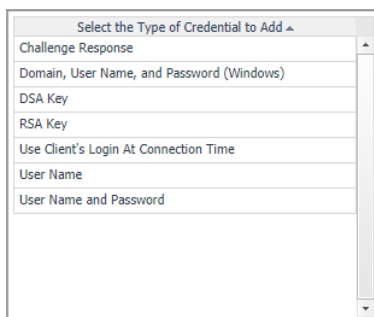 Select the Type of Credential to Add
Challenge Response
Domain, User Name, and Password (Windows)
DSA Key
RSA Key
Use Client's Login At Connection Time
User Name
User Name and Password